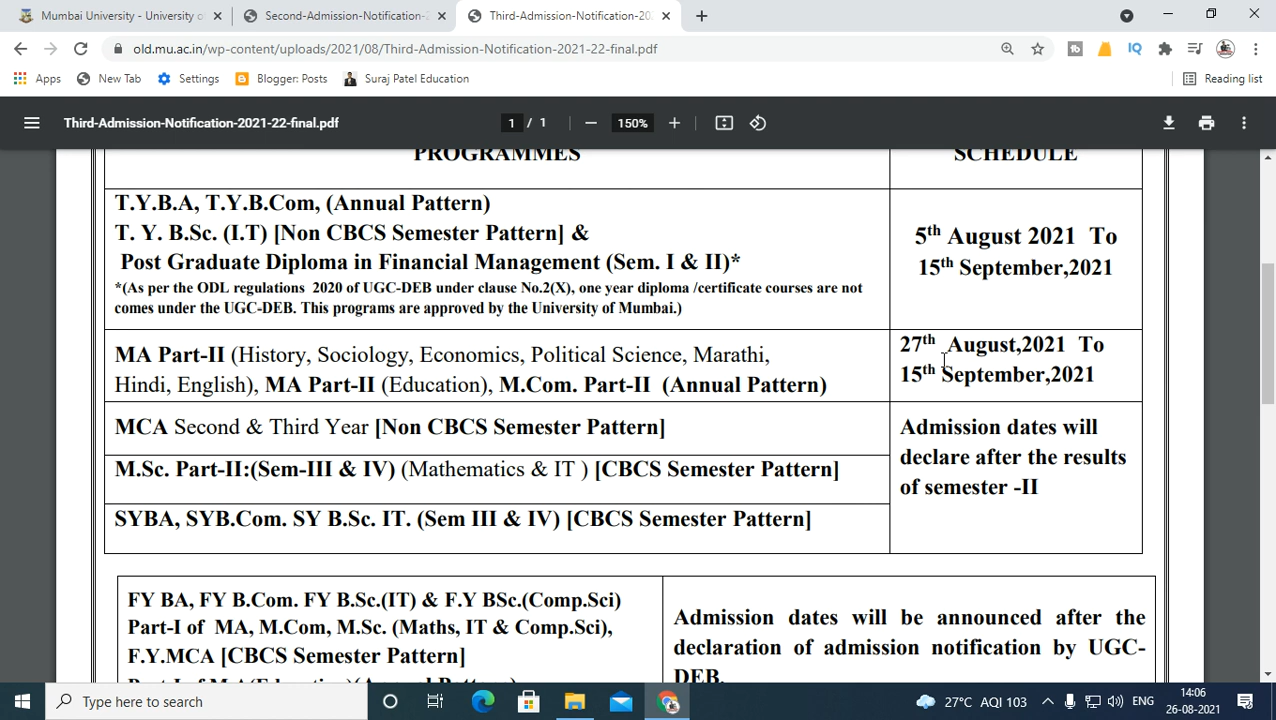 Mumbai University - University o
Second-Admission-Notification-2
Third-Admission-Notification-202
old.mu.ac.in/wp-content/uploads/2021/08/Third-Admission-Notification-2021-22-final.pdf
Apps
New Tab
Settings
Blogger: Posts
Suraj Patel Education
Reading list
Third-Admission-Notification-2021-22-final.pdf
1 / 1
150%
PROGRAMMES
SCHEDULE
T.Y.B.A, T.Y.B.Com, (Annual Pattern)
T. Y. B.Sc. (I.T) [Non CBCS Semester Pattern] &
Post Graduate Diploma in Financial Management (Sem. I & II)*
*(As per the ODL regulations 2020 of UGC-DEB under clause No.2(X), one year diploma /certificate courses are not
comes under the UGC-DEB. This programs are approved by the University of Mumbai.)
5th August 2021 To
15th September,2021
MA Part-II (History, Sociology, Economics, Political Science, Marathi,
Hindi, English), MA Part-II (Education), M.Com. Part-II (Annual Pattern)
27th August,2021 To
15th September,2021
MCA Second & Third Year [Non CBCS Semester Pattern]
M.Sc. Part-II:(Sem-III & IV) (Mathematics & IT ) [CBCS Semester Pattern]
SYBA, SYB.Com. SY B.Sc. IT. (Sem III & IV) [CBCS Semester Pattern]
Admission dates will
declare after the results
of semester -II
FY BA, FY B.Com. FY B.Sc.(IT) & F.Y BSc.(Comp.Sci)
Part-I of MA, M.Com, M.Sc. (Maths, IT & Comp.Sci),
F.Y.MCA [CBCS Semester Pattern]
Admission dates will be announced after the
declaration of admission notification by UGC-
DEB.
Type here to search
27°C AQI 103
ENG
14:06
26-08-2021